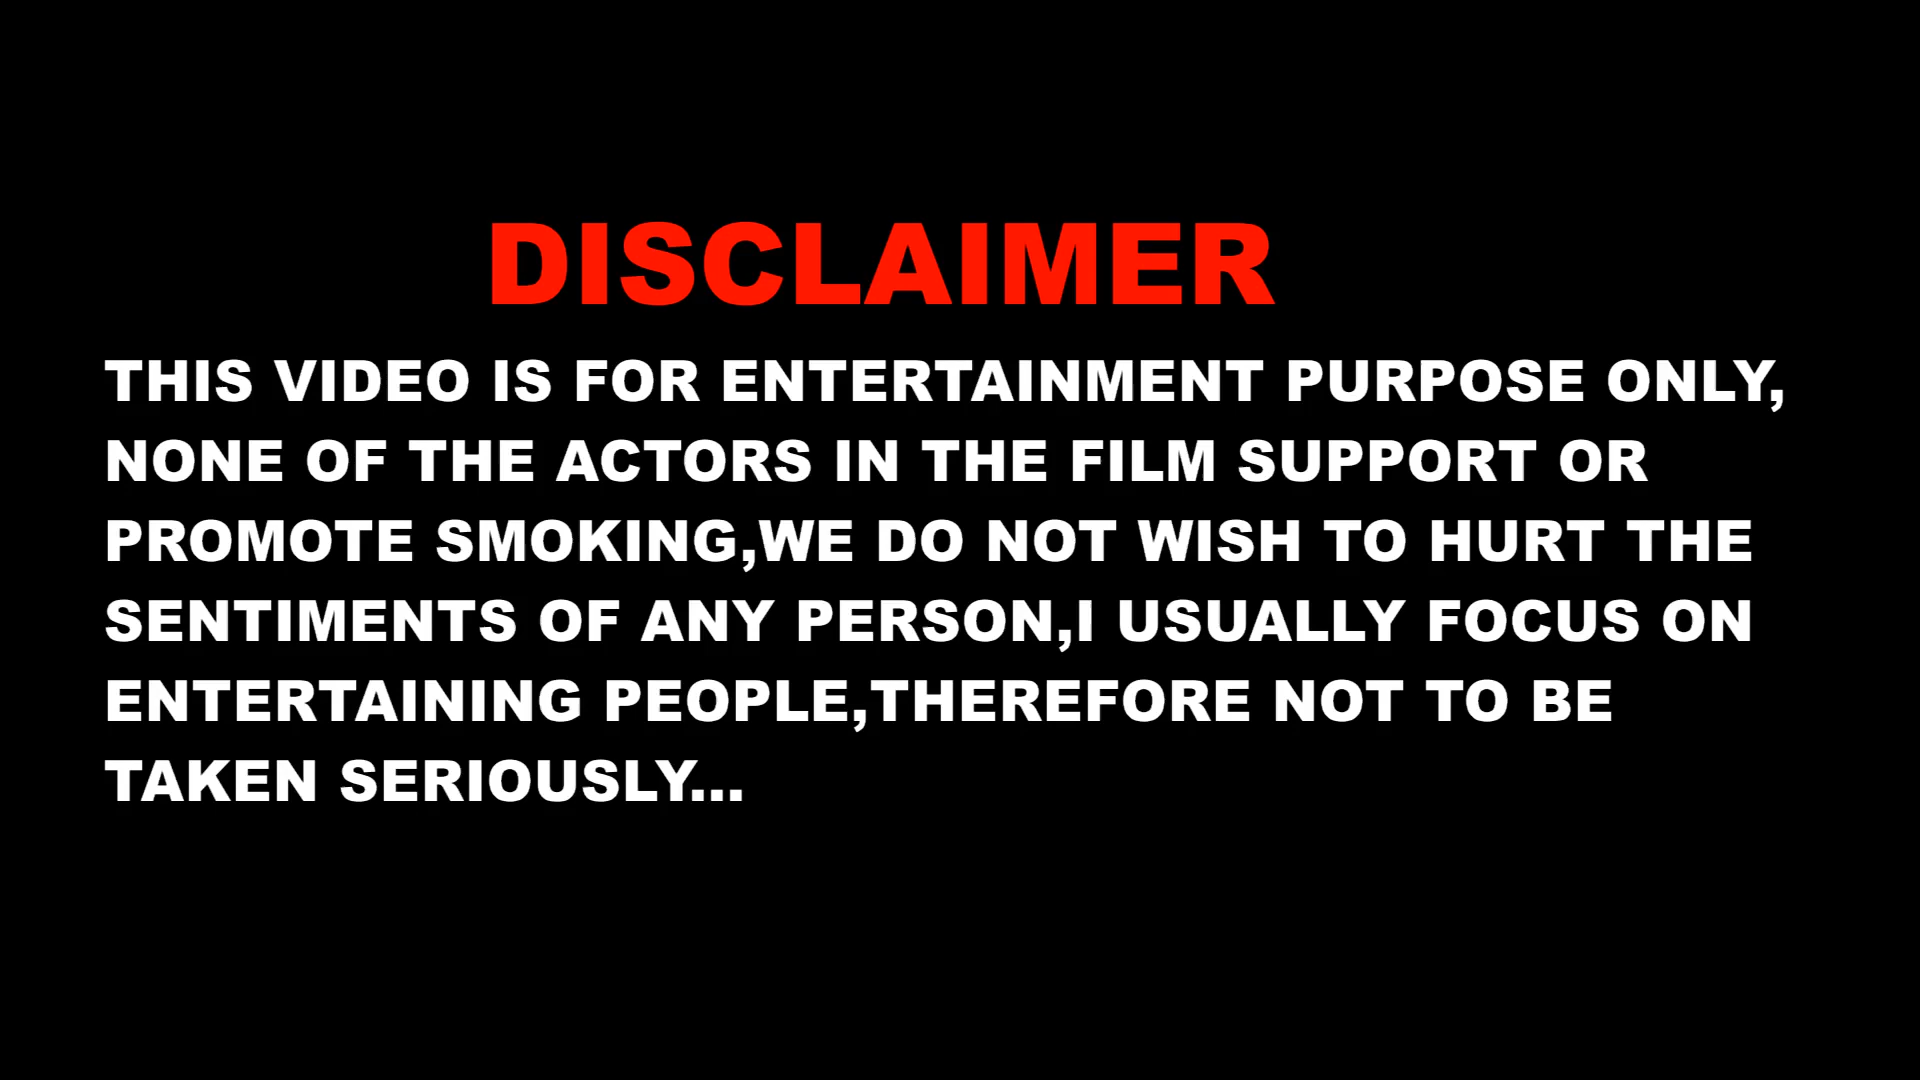 DISCLAIMER
THIS VIDEO IS FOR ENTERTAINMENT PURPOSE ONLY,
NONE OF THE ACTORS IN THE FILM SUPPORT OR
PROMOTE SMOKING,WE DO NOT WISH TO HURT THE
SENTIMENTS OF ANY PERSON,I USUALLY FOCUS ON
ENTERTAINING PEOPLE,THEREFORE NOT TO BE
TAKEN SERIOUSLY...